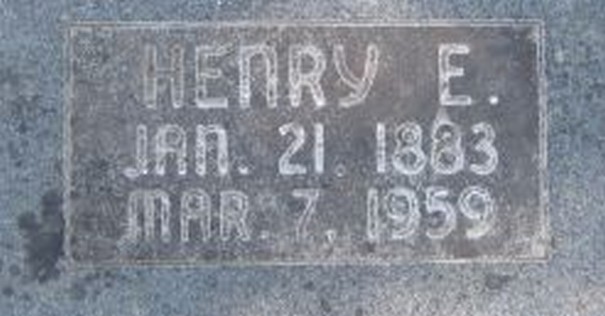 HENRY E.
JAN. 21. 1883
MAR. 7, 1959